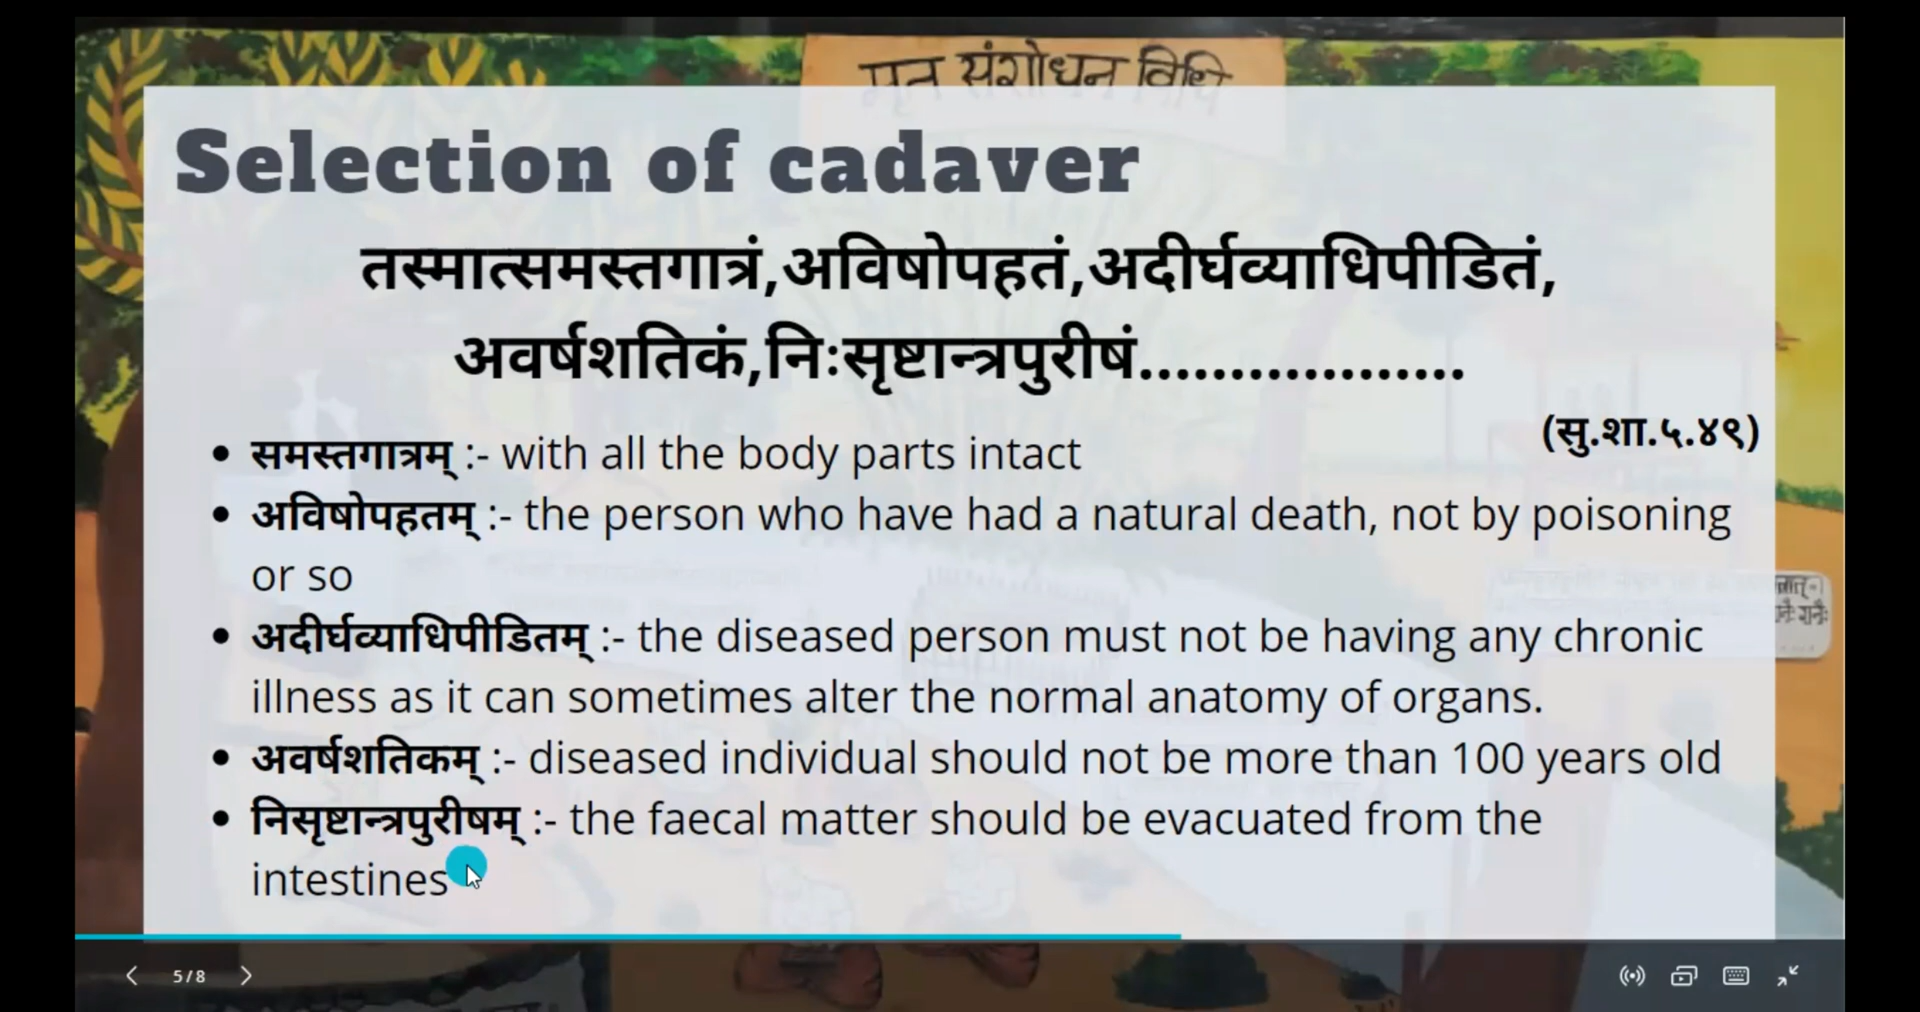 मृत संशोधन विधि
Selection of cadaver
तस्मात्समस्तगात्रं,अविषोपहतं,अदीर्घव्याधिपीडितं,
अवर्षशतिकं,निःसृष्टान्त्रपुरीषं..................
(सु.शा.५.४९)
• समस्तगात्रम् :- with all the body parts intact
• अविषोपहतम् :- the person who have had a natural death, not by poisoning
or so
• अदीर्घव्याधिपीडितम् :- the diseased person must not be having any chronic
illness as it can sometimes alter the normal anatomy of organs.
• अवर्षशतिकम् :- diseased individual should not be more than 100 years old
• निसृष्टान्त्रपुरीषम् :- the faecal matter should be evacuated from the
intestines
5/8